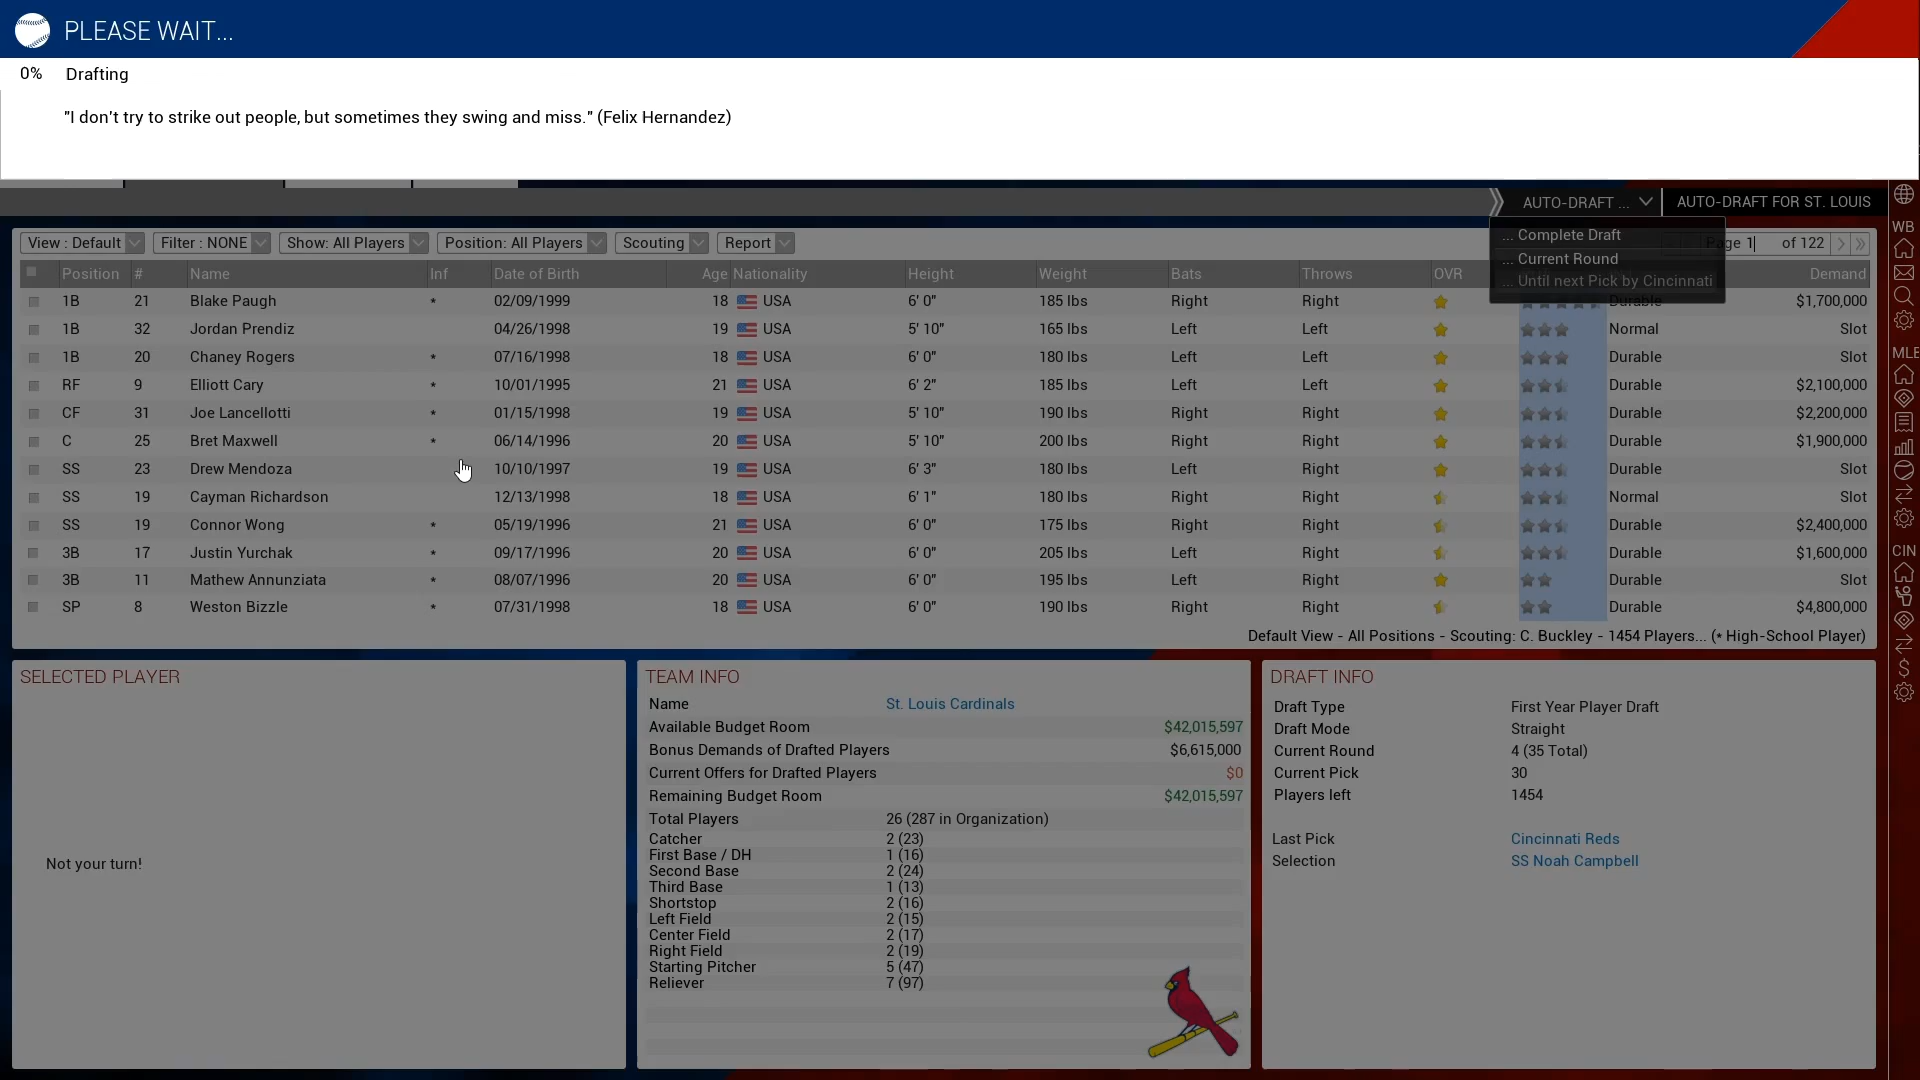 PLEASE WAIT...
0% Drafting
"I don't try to strike out people, but sometimes they swing and miss." (Felix Hernandez)
AUTO-DRAFT ... AUTO-DRAFT FOR ST. LOUIS
... Complete Draft
... Current Round
... Until next Pick by Cincinnati
View : Default Filter : NONE Show: All Players Position: All Players Scouting Report Page 1 of 122
Position # Name Inf Date of Birth Age Nationality Height Weight Bats Throws OVR Demand
1B 21 Blake Paugh * 02/09/1999 18 USA 6' 0" 185 lbs Right Right Durable $1,700,000
1B 32 Jordan Prendiz 04/26/1998 19 USA 5' 10" 165 lbs Left Left Normal Slot
1B 20 Chaney Rogers * 07/16/1998 18 USA 6' 0" 180 lbs Left Left Durable Slot
RF 9 Elliott Cary * 10/01/1995 21 USA 6' 2" 185 lbs Left Left Durable $2,100,000
CF 31 Joe Lancellotti * 01/15/1998 19 USA 5' 10" 190 lbs Right Right Durable $2,200,000
C 25 Bret Maxwell * 06/14/1996 20 USA 5' 10" 200 lbs Right Right Durable $1,900,000
SS 23 Drew Mendoza 10/10/1997 19 USA 6' 3" 180 lbs Left Right Durable Slot
SS 19 Cayman Richardson 12/13/1998 18 USA 6' 1" 180 lbs Right Right Normal Slot
SS 19 Connor Wong * 05/19/1996 21 USA 6' 0" 175 lbs Right Right Durable $2,400,000
3B 17 Justin Yurchak * 09/17/1996 20 USA 6' 0" 205 lbs Left Right Durable $1,600,000
3B 11 Mathew Annunziata * 08/07/1996 20 USA 6' 0" 195 lbs Left Right Durable Slot
SP 8 Weston Bizzle * 07/31/1998 18 USA 6' 0" 190 lbs Right Right Durable $4,800,000
Default View - All Positions - Scouting: C. Buckley - 1454 Players... (* High-School Player)
SELECTED PLAYER
Not your turn!
TEAM INFO
Name St. Louis Cardinals
Available Budget Room $42,015,597
Bonus Demands of Drafted Players $6,615,000
Current Offers for Drafted Players $0
Remaining Budget Room $42,015,597
Total Players 26 (287 in Organization)
Catcher 2 (23)
First Base / DH 1 (16)
Second Base 2 (24)
Third Base 1 (13)
Shortstop 2 (16)
Left Field 2 (15)
Center Field 2 (17)
Right Field 2 (19)
Starting Pitcher 5 (47)
Reliever 7 (97)
DRAFT INFO
Draft Type First Year Player Draft
Draft Mode Straight
Current Round 4 (35 Total)
Current Pick 30
Players left 1454
Last Pick Cincinnati Reds
Selection SS Noah Campbell
WB
CIN